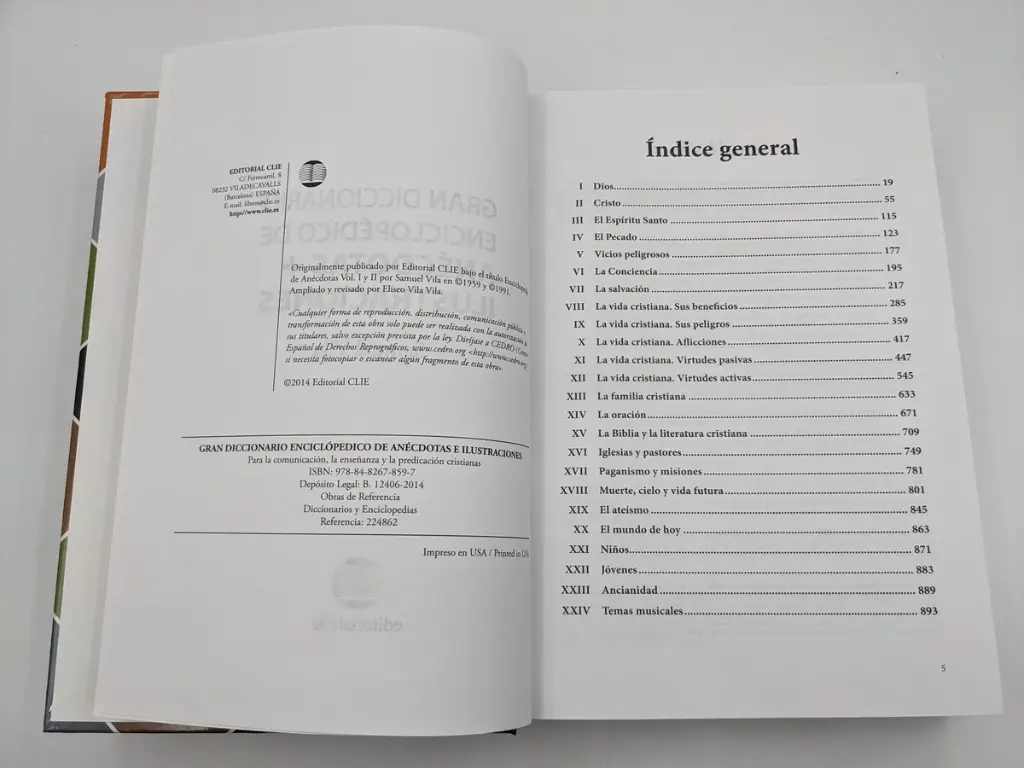 EDITORIAL CLIE
C/ Ferrocarril, 8
08232 VILADECAVALLS
(Barcelona) ESPAÑA
E-mail: libros@clie.es
http://www.clie.es
Originalmente publicado por Editorial CLIE bajo el título
de Anécdotas Vol. I y II por Samuel Vila en ©1959 y ©1991.
Ampliado y revisado por Eliseo Vila Vila.
«Cualquier forma de reproducción, distribución, comunicación pública
transformación de esta obra solo puede ser realizada con la autorización
sus titulares, salvo excepción prevista por la ley. Diríjase a CEDRO
Español de Derechos Reprográficos, www.cedro.org <http://www.cedro.org
si necesita fotocopiar o escanear algún fragmento de esta obra».
©2014 Editorial CLIE
GRAN DICCIONARIO ENCICLÓPEDICO DE ANÉCDOTAS E ILUSTRACIONES
Para la comunicación, la enseñanza y la predicación cristianas
ISBN: 978-84-8267-859-7
Depósito Legal: B. 12406-2014
Obras de Referencia
Diccionarios y Enciclopedias
Referencia: 224862
Impreso en USA / Printed in
Índice general
I Dios 19
II Cristo 55
III El Espíritu Santo 115
IV El Pecado 123
V Vicios peligrosos 177
VI La Conciencia 195
VII La salvación 217
VIII La vida cristiana. Sus beneficios 285
IX La vida cristiana. Sus peligros 359
X La vida cristiana. Aflicciones 417
XI La vida cristiana. Virtudes pasivas 447
XII La vida cristiana. Virtudes activas 545
XIII La familia cristiana 633
XIV La oración 671
XV La Biblia y la literatura cristiana 709
XVI Iglesias y pastores 749
XVII Paganismo y misiones 781
XVIII Muerte, cielo y vida futura 801
XIX El ateísmo 845
XX El mundo de hoy 863
XXI Niños 871
XXII Jóvenes 883
XXIII Ancianidad 889
XXIV Temas musicales 893
5